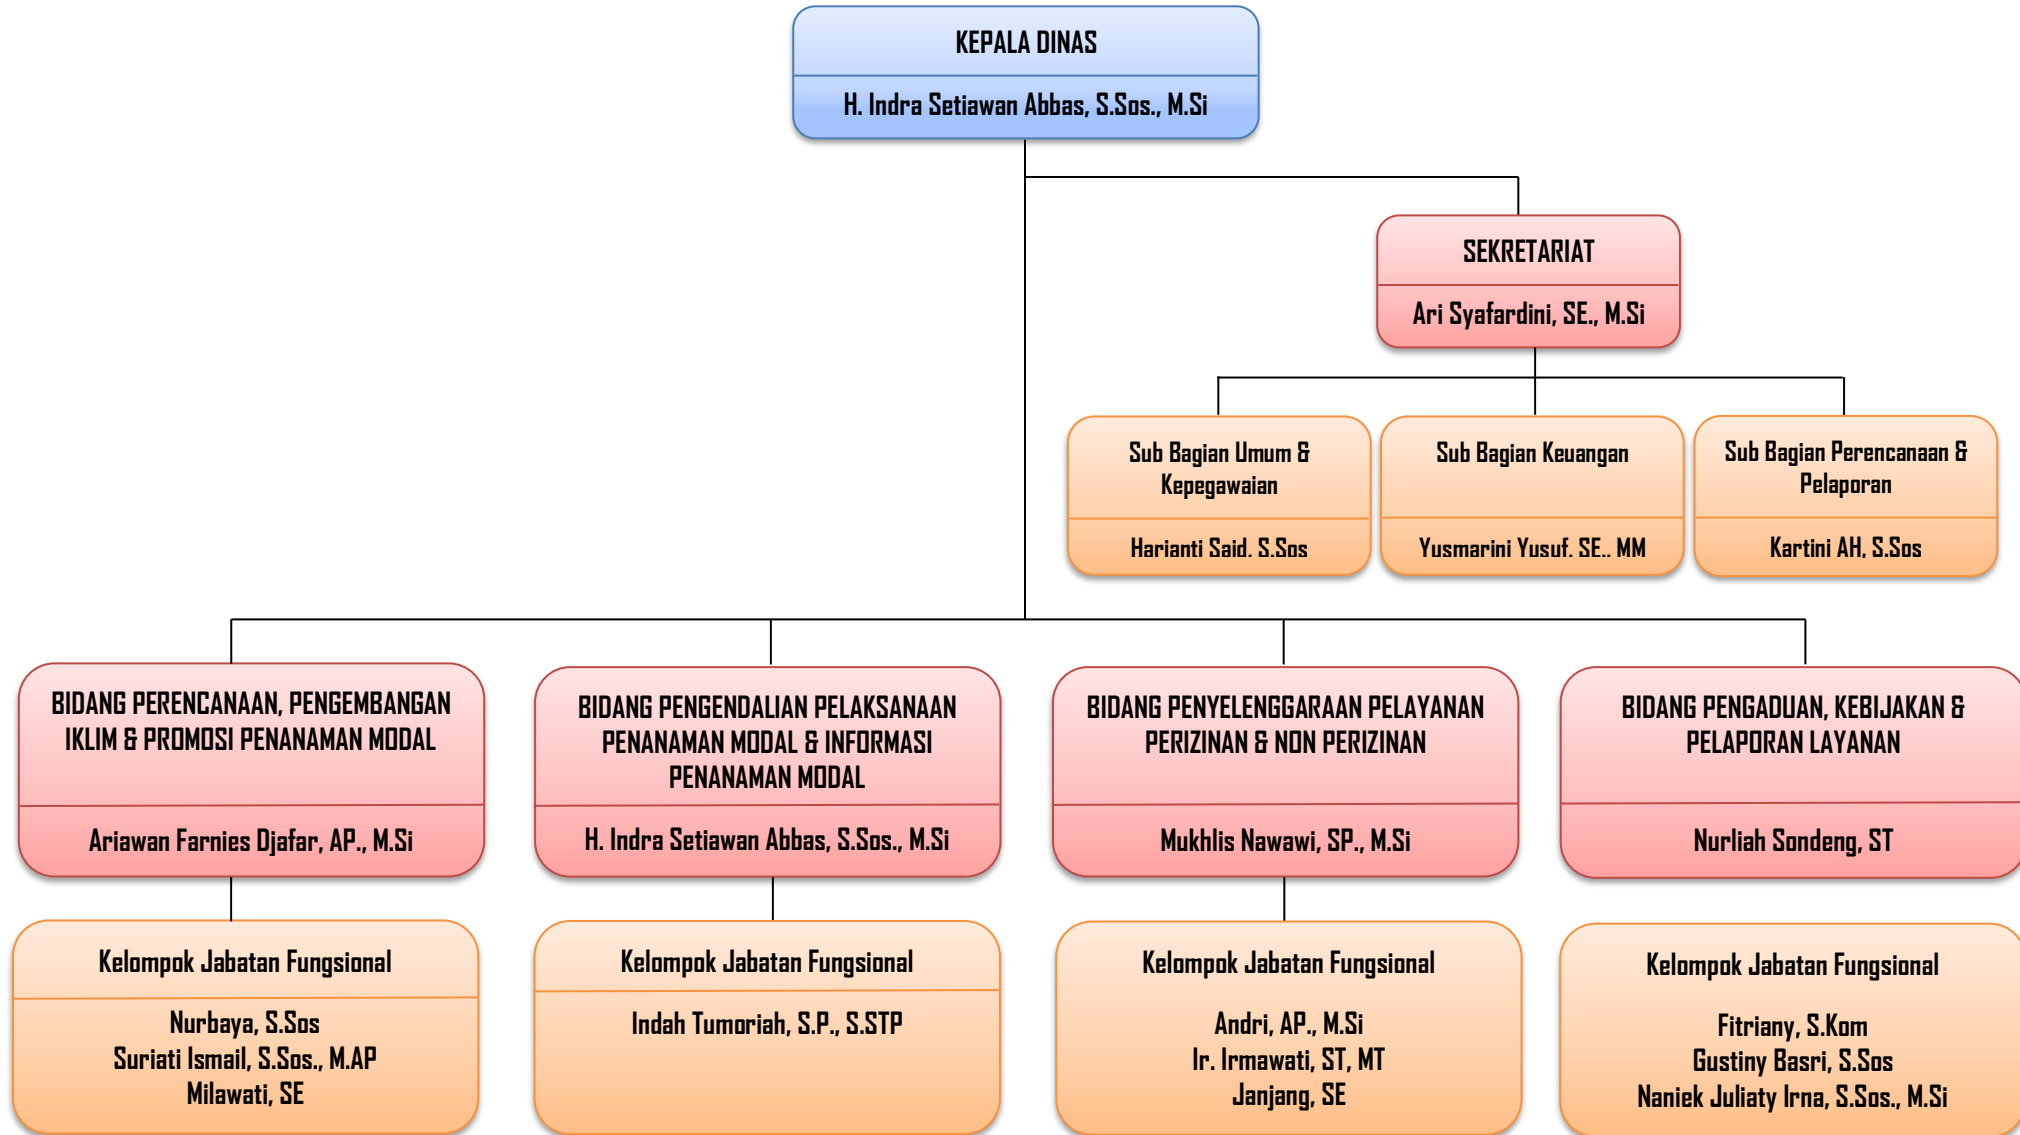 KEPALA DINAS
H. Indra Setiawan Abbas, S.Sos., M.Si
SEKRETARIAT
Ari Syafardini, SE., M.Si
Sub Bagian Umum &
Kepegawaian
Harianti Said, S.Sos
Sub Bagian Keuangan
Yusmarini Yusuf, SE., MM
Sub Bagian Perencanaan &
Pelaporan
Kartini AH, S.Sos
BIDANG PERENCANAAN, PENGEMBANGAN
IKLIM & PROMOSI PENANAMAN MODAL
Ariawan Farnies Djafar, AP., M.Si
BIDANG PENGENDALIAN PELAKSANAAN
PENANAMAN MODAL & INFORMASI
PENANAMAN MODAL
H. Indra Setiawan Abbas, S.Sos., M.Si
BIDANG PENYELENGGARAAN PELAYANAN
PERIZINAN & NON PERIZINAN
Mukhlis Nawawi, SP., M.Si
BIDANG PENGADUAN, KEBIJAKAN &
PELAPORAN LAYANAN
Nurliah Sondeng, ST
Kelompok Jabatan Fungsional
Nurbaya, S.Sos
Suriati Ismail, S.Sos., M.AP
Milawati, SE
Kelompok Jabatan Fungsional
Indah Tumoriah, S.P., S.STP
Kelompok Jabatan Fungsional
Andri, AP., M.Si
Ir. Irmawati, ST, MT
Janjang, SE
Kelompok Jabatan Fungsional
Fitriany, S.Kom
Gustiny Basri, S.Sos
Naniek Juliaty Irna, S.Sos., M.Si